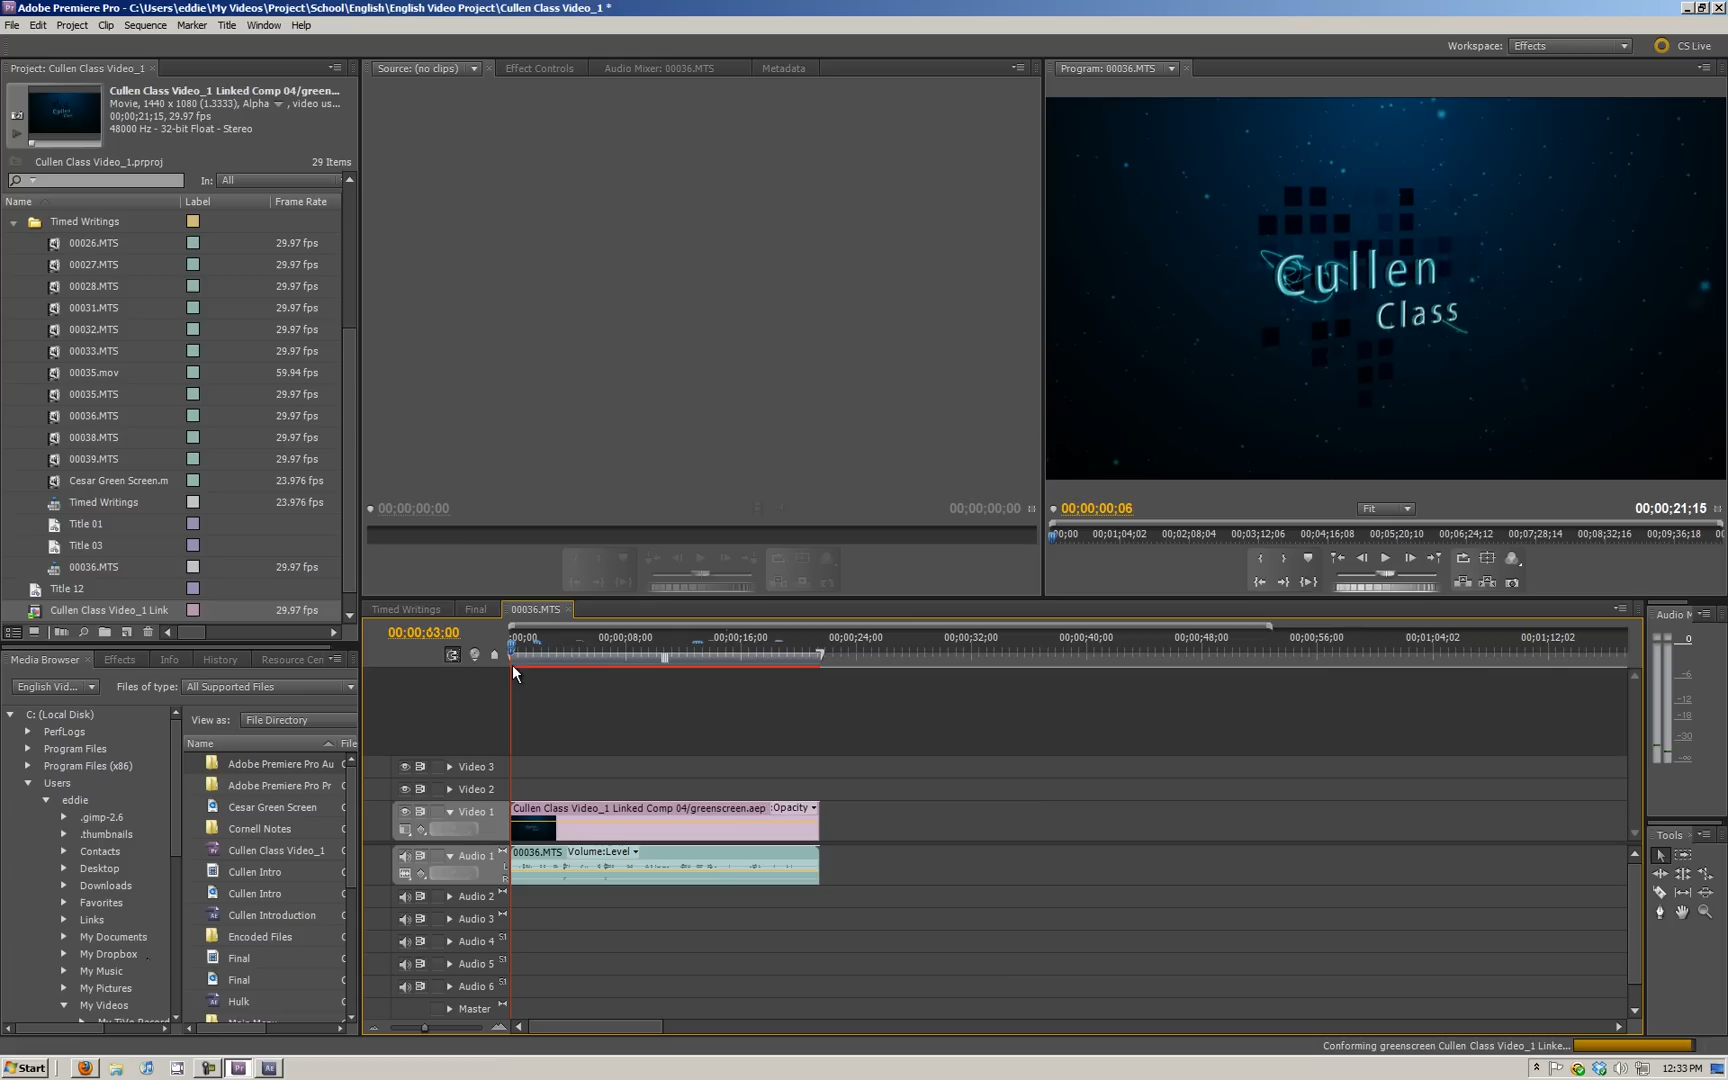 Adobe Premiere Pro - C:\Users\eddie\My Videos\Project\School\English\English Video Project\Cullen Class Video_1 *
File Edit Project Clip Sequence Marker Title Window Help
Workspace: Effects CS Live
Project: Cullen Class Video_1
Cullen Class Video_1 Linked Comp 04/green...
Movie, 1440 x 1080 (1.3333), Alpha , video us...
00;00;21;15, 29.97 fps
48000 Hz - 32-bit Float - Stereo
Cullen Class Video_1.prproj 29 Items
In: All
Name Label Frame Rate
Timed Writings
00026.MTS 29.97 fps
00027.MTS 29.97 fps
00028.MTS 29.97 fps
00031.MTS 29.97 fps
00032.MTS 29.97 fps
00033.MTS 29.97 fps
00035.mov 59.94 fps
00035.MTS 29.97 fps
00036.MTS 29.97 fps
00038.MTS 29.97 fps
00039.MTS 29.97 fps
Cesar Green Screen.m 23.976 fps
Timed Writings 23.976 fps
Title 01
Title 03
00036.MTS 29.97 fps
Title 12
Cullen Class Video_1 Link 29.97 fps
Source: (no clips) Effect Controls Audio Mixer: 00036.MTS Metadata
00;00;00;00 00;00;00;00
Program: 00036.MTS
Cullen
Class
00;00;00;06 Fit 00;00;21;15
00;00 00;01;04;02 00;02;08;04 00;03;12;06 00;04;16;08 00;05;20;10 00;06;24;12 00;07;28;14 00;08;32;16 00;09;36;18 00;
Media Browser Effects Info History Resource Cen
English Vid... Files of type: All Supported Files
C: (Local Disk)
PerfLogs
Program Files
Program Files (x86)
Users
eddie
.gimp-2.6
.thumbnails
Contacts
Desktop
Downloads
Favorites
Links
My Documents
My Dropbox
My Music
My Pictures
My Videos
View as: File Directory
Name File
Adobe Premiere Pro Au
Adobe Premiere Pro Pr
Cesar Green Screen
Cornell Notes
Cullen Class Video_1
Cullen Intro
Cullen Intro
Cullen Introduction
Encoded Files
Final
Final
Hulk
Timed Writings Final 00036.MTS
00;00;63;00
:00;00 00;00;08;00 00;00;16;00 00;00;24;00 00;00;32;00 00;00;40;00 00;00;48;00 00;00;56;00 00;01;04;02 00;01;12;02
Video 3
Video 2
Video 1
Cullen Class Video_1 Linked Comp 04/greenscreen.aep :Opacity
Audio 1
00036.MTS Volume:Level
L
R
Audio 2
Audio 3
Audio 4 S1
Audio 5 S1
Audio 6 S1
Master
Audio M
0
-6
-12
-18
-30
-∞
Tools
Conforming greenscreen Cullen Class Video_1 Linke...
Start Pr AE 12:33 PM